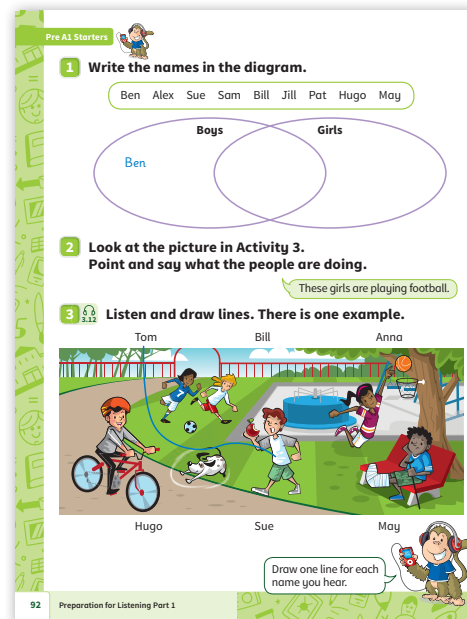 Pre A1 Starters
1 Write the names in the diagram.
Ben Alex Sue Sam Bill Jill Pat Hugo May
Boys Girls
Ben
2 Look at the picture in Activity 3.
Point and say what the people are doing.
These girls are playing football.
3 3.12 Listen and draw lines. There is one example.
Tom Bill Anna
7
Hugo Sue May
Draw one line for each
name you hear.
92 Preparation for Listening Part 1